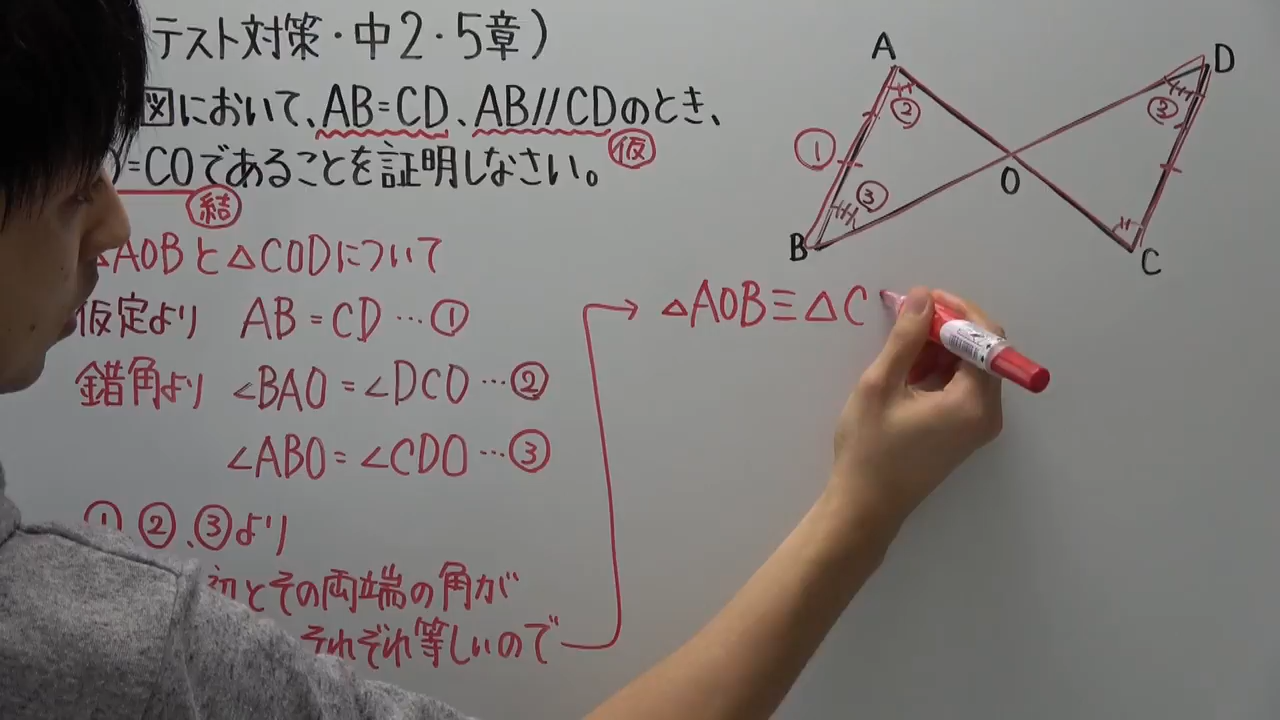 テスト対策・中2・5章)
図において、AB=CD、AB//CDのとき、
仮
=COであることを証明しなさい。
結
△AOBと△CODについて
仮定より AB=CD…①
錯角より ∠BAO=∠DCO…②
∠ABO=∠CDO…③
①、②、③より
辺とその両端の角が
それぞれ等しいので
→ △AOB≡△C
A
D
②
③
①
③
O
B
C